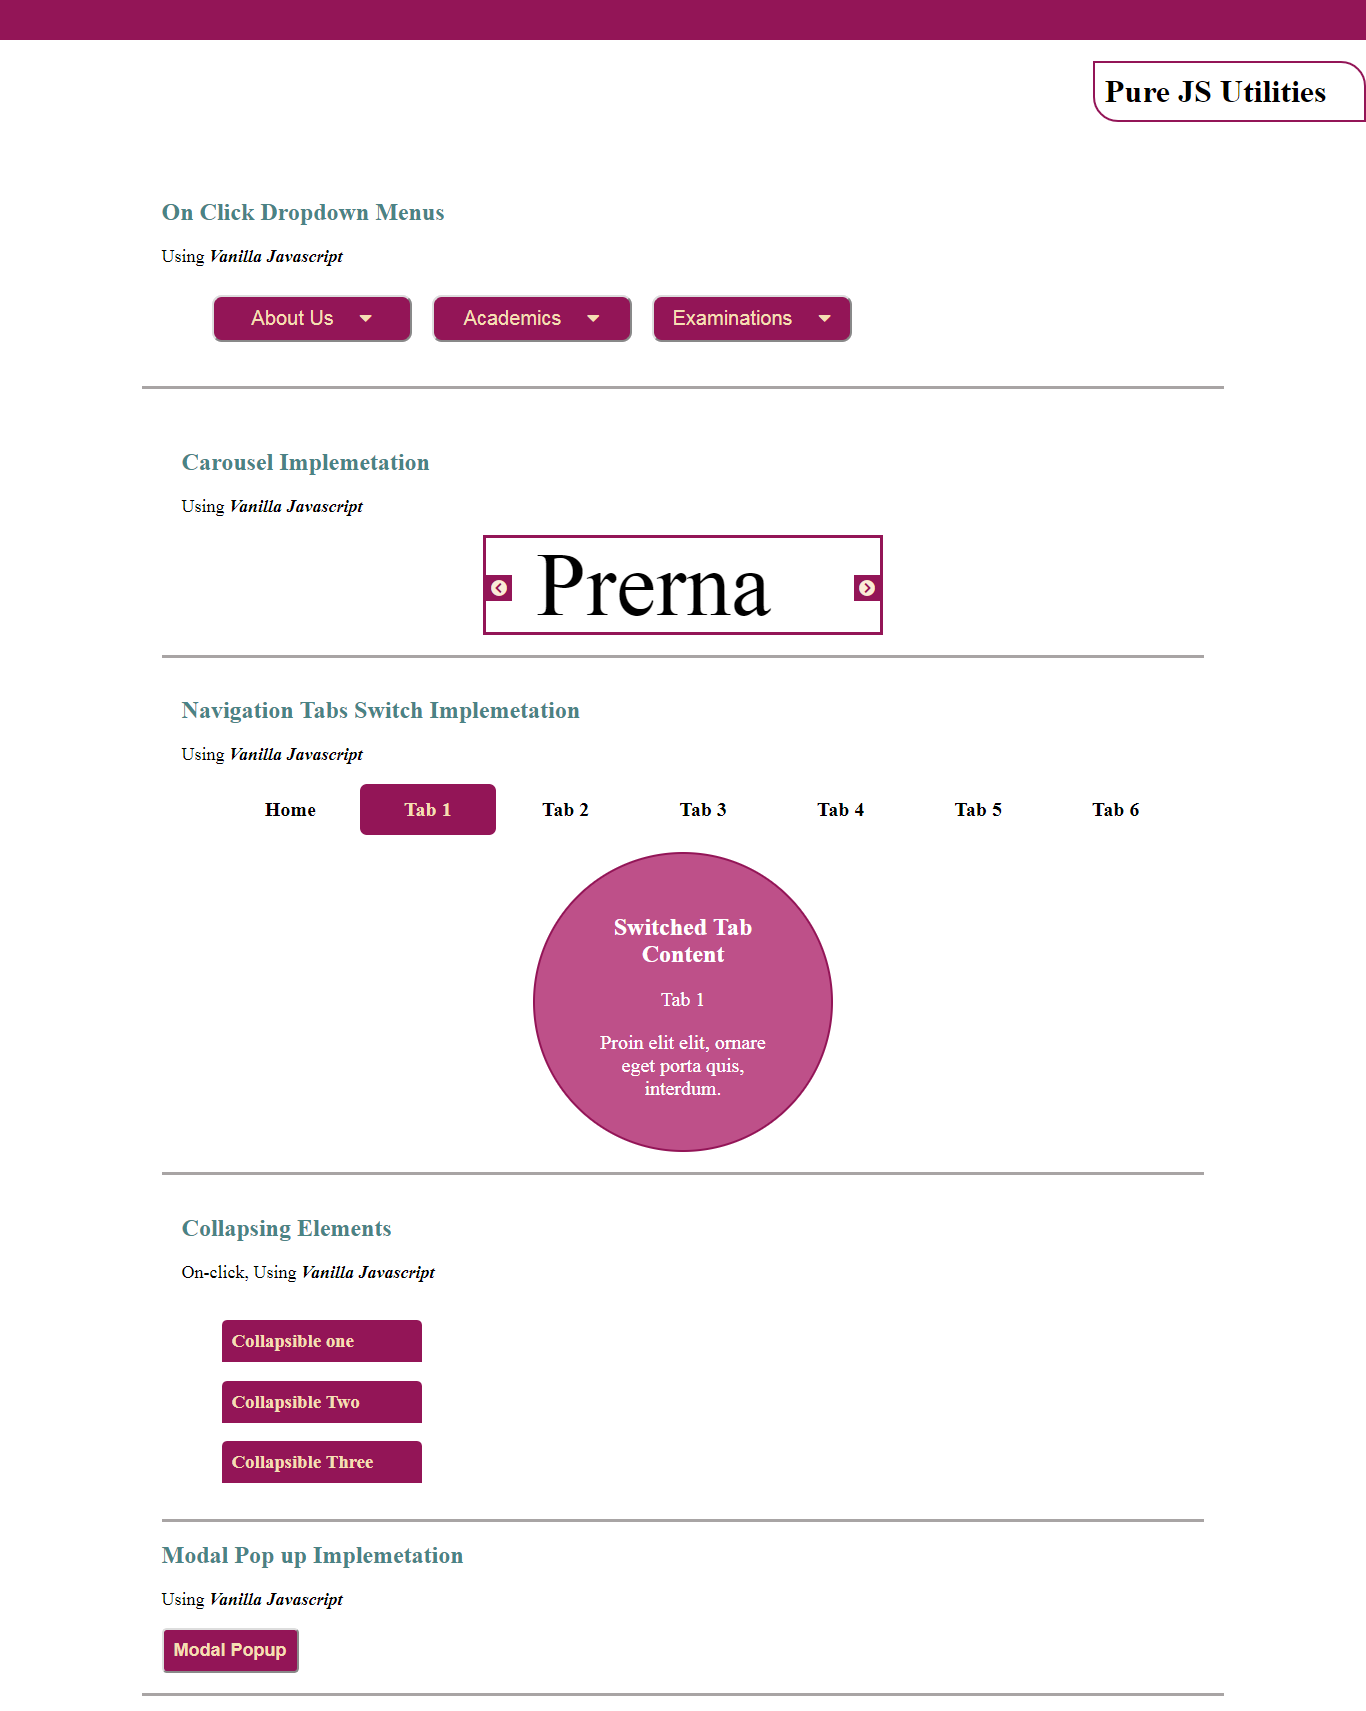 Pure JS Utilities
On Click Dropdown Menus
Using Vanilla Javascript
About Us
Academics
Examinations
Carousel Implemetation
Using Vanilla Javascript
Prerna
Navigation Tabs Switch Implemetation
Using Vanilla Javascript
Home
Tab 1
Tab 2
Tab 3
Tab 4
Tab 5
Tab 6
Switched Tab
Content
Tab 1
Proin elit elit, ornare
eget porta quis,
interdum.
Collapsing Elements
On-click, Using Vanilla Javascript
Collapsible one
Collapsible Two
Collapsible Three
Modal Pop up Implemetation
Using Vanilla Javascript
Modal Popup